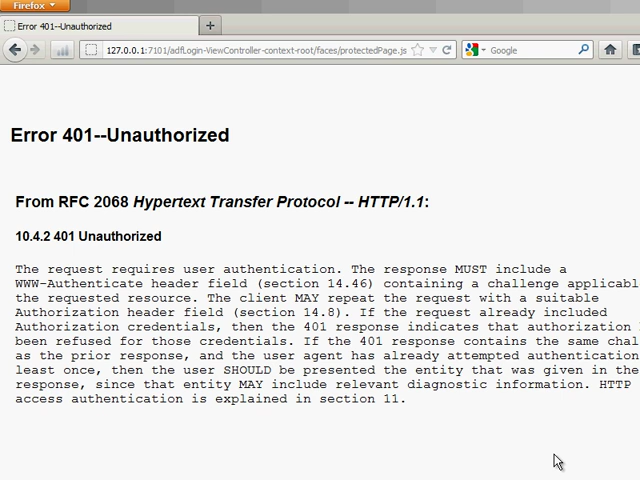 Firefox
Error 401--Unauthorized
127.0.0.1:7101/adfLogin-ViewController-context-root/faces/protectedPage.js
Google
Error 401--Unauthorized
From RFC 2068 Hypertext Transfer Protocol -- HTTP/1.1:
10.4.2 401 Unauthorized
The request requires user authentication. The response MUST include a
WWW-Authenticate header field (section 14.46) containing a challenge applicabl
the requested resource. The client MAY repeat the request with a suitable
Authorization header field (section 14.8). If the request already included
Authorization credentials, then the 401 response indicates that authorization
been refused for those credentials. If the 401 response contains the same chal
as the prior response, and the user agent has already attempted authentication
least once, then the user SHOULD be presented the entity that was given in the
response, since that entity MAY include relevant diagnostic information. HTTP
access authentication is explained in section 11.